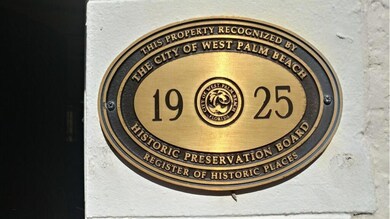 THIS PROPERTY RECOGNIZED BY
THE CITY OF WEST PALM BEACH
19 25
HISTORIC PRESERVATION BOARD
REGISTER OF HISTORIC PLACES